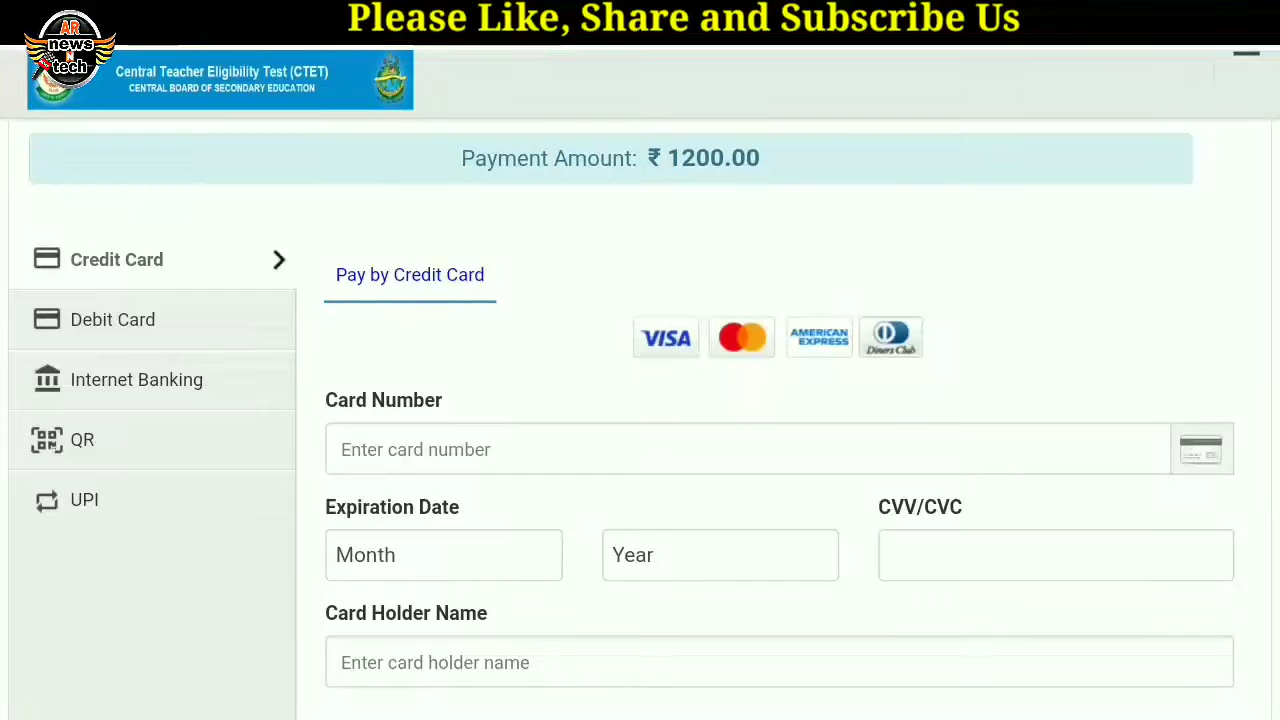 Please Like, Share and Subscribe Us
AR
news
N
tech
Central Teacher Eligibility Test (CTET)
CENTRAL BOARD OF SECONDARY EDUCATION
Payment Amount: ₹ 1200.00
Credit Card
Pay by Credit Card
Debit Card
VISA
AMERICAN
EXPRESS
Diners Club
Internet Banking
Card Number
QR
Enter card number
UPI
Expiration Date
CVV/CVC
Month
Year
Card Holder Name
Enter card holder name